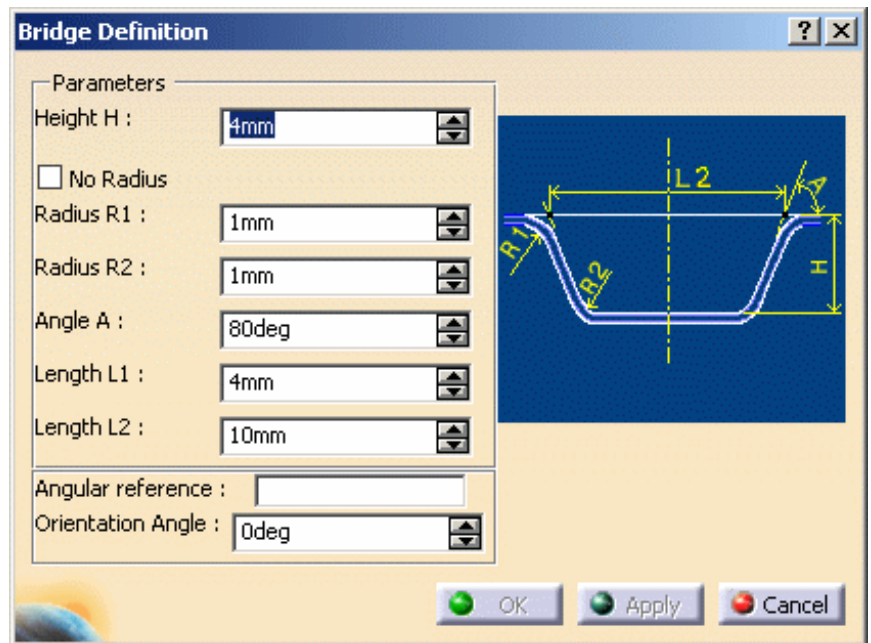 Bridge Definition
Parameters
Height H :
4mm
No Radius
Radius R1 :
1mm
Radius R2 :
1mm
Angle A :
80deg
Length L1 :
4mm
Length L2 :
10mm
Angular reference :
Orientation Angle :
0deg
L2
A
R1
R2
H
OK
Apply
Cancel